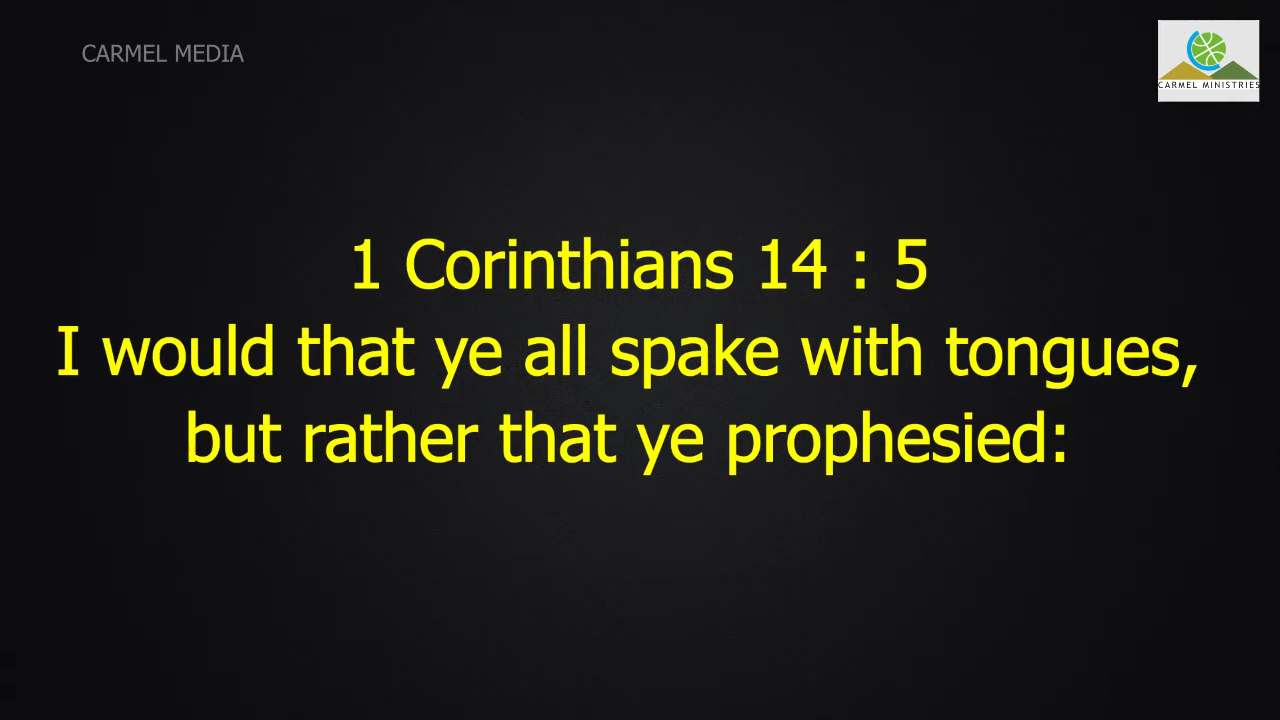 CARMEL MEDIA
CARMEL MINISTRIES
1 Corinthians 14 : 5
I would that ye all spake with tongues,
but rather that ye prophesied: